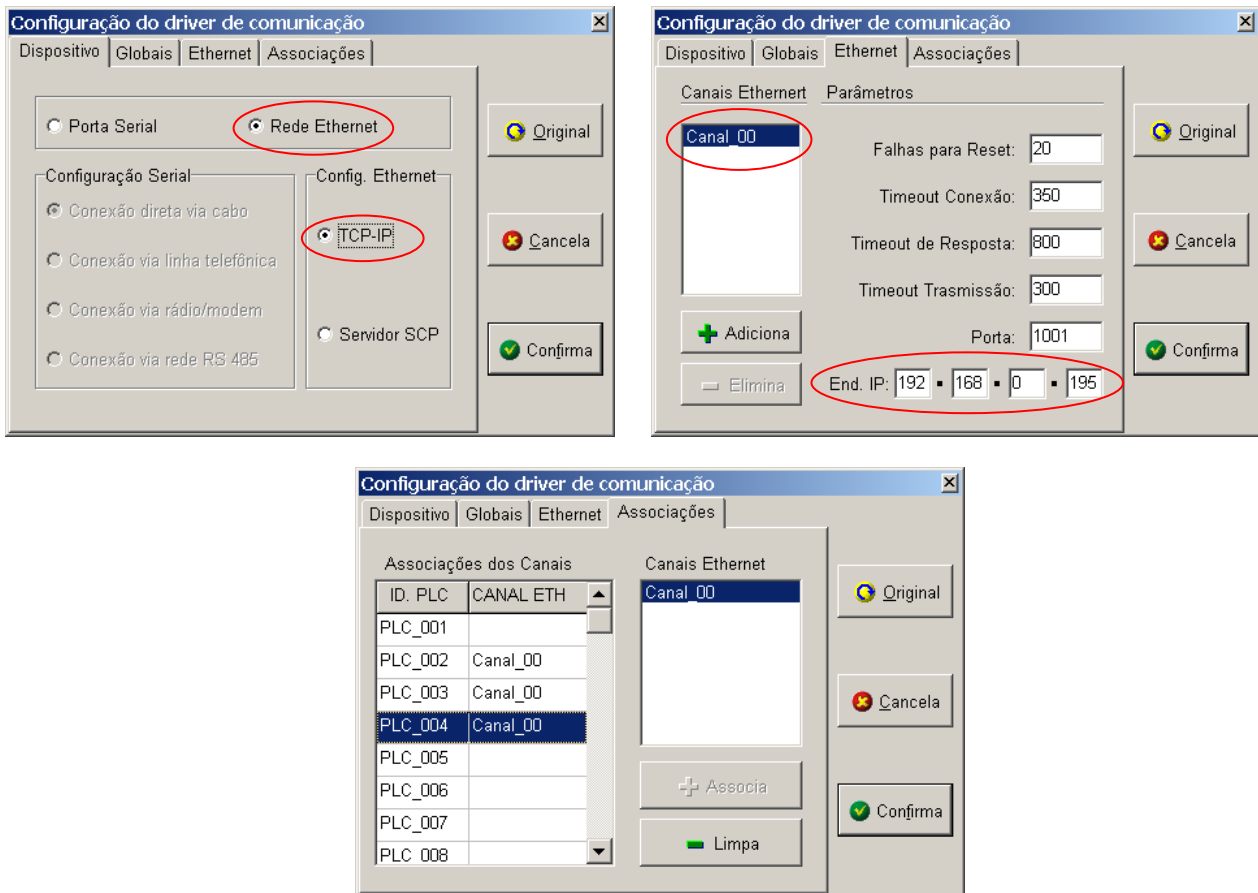 Configuração do driver de comunicação
Dispositivo Globais Ethernet Associações
Porta Serial Rede Ethernet
Configuração Serial Config. Ethernet
Conexão direta via cabo
TCP-IP
Conexão via linha telefônica
Conexão via rádio/modem
Servidor SCP
Conexão via rede RS 485
Original
Cancela
Confirma
Configuração do driver de comunicação
Dispositivo Globais Ethernet Associações
Canais Ethernert Parâmetros
Canal_00
Falhas para Reset: 20
Timeout Conexão: 350
Timeout de Resposta: 800
Timeout Trasmissão: 300
Adiciona
Porta: 1001
Elimina
End. IP: 192 ▪ 168 ▪ 0 ▪ 195
Original
Cancela
Confirma
Configuração do driver de comunicação
Dispositivo Globais Ethernet Associações
Associações dos Canais Canais Ethernet
ID. PLC CANAL ETH
PLC_001
PLC_002 Canal_00
PLC_003 Canal_00
PLC_004 Canal_00
PLC_005
PLC_006
PLC_007
PLC_008
Canal_00
Associa
Limpa
Original
Cancela
Confirma